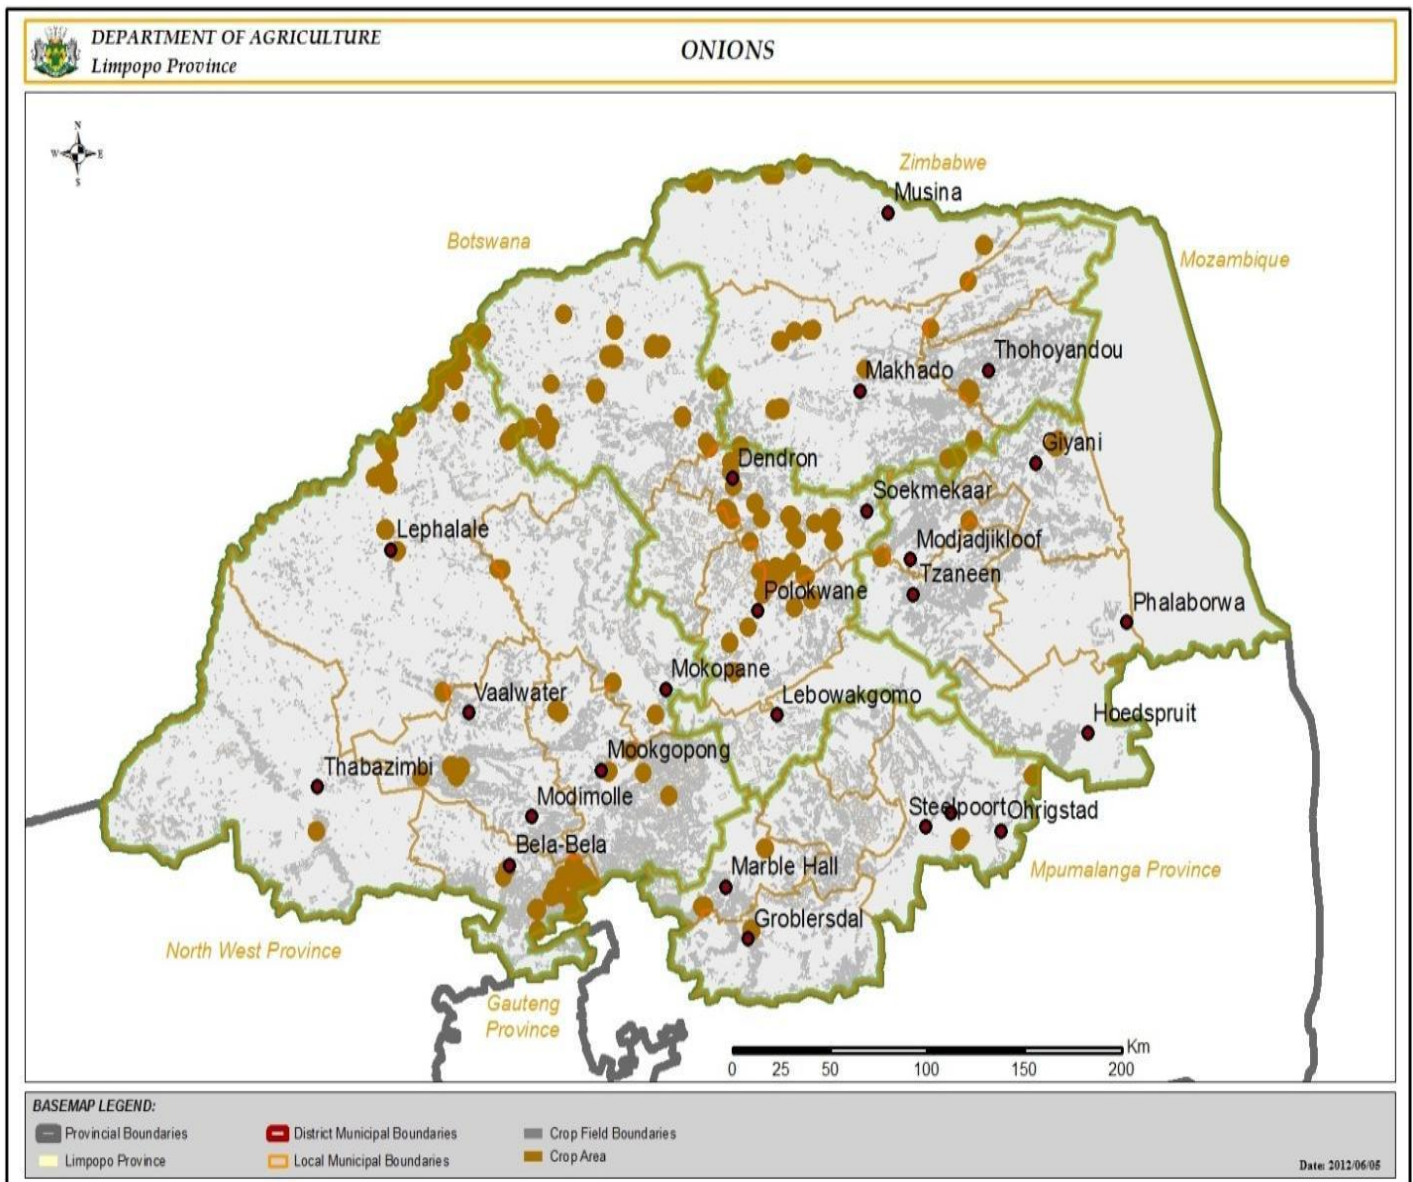 DEPARTMENT OF AGRICULTURE
Limpopo Province
ONIONS
N
W E
S
Zimbabwe
Musina
Botswana
Mozambique
Thohoyandou
Makhado
Giyani
Dendron
Soekmekaar
Lephalale
Modjadjikloof
Tzaneen
Polokwane
Phalaborwa
Mokopane
Vaalwater
Lebowakgomo
Hoedspruit
Mookgopong
Thabazimbi
Modimolle
Steelpoort
Ohrigstad
Bela-Bela
Marble Hall
Mpumalanga Province
Groblersdal
North West Province
Gauteng
Province
Km
0 25 50 100 150 200
BASEMAP LEGEND:
Provincial Boundaries
District Municipal Boundaries
Crop Field Boundaries
Limpopo Province
Local Municipal Boundaries
Crop Area
Date: 2012/06/05